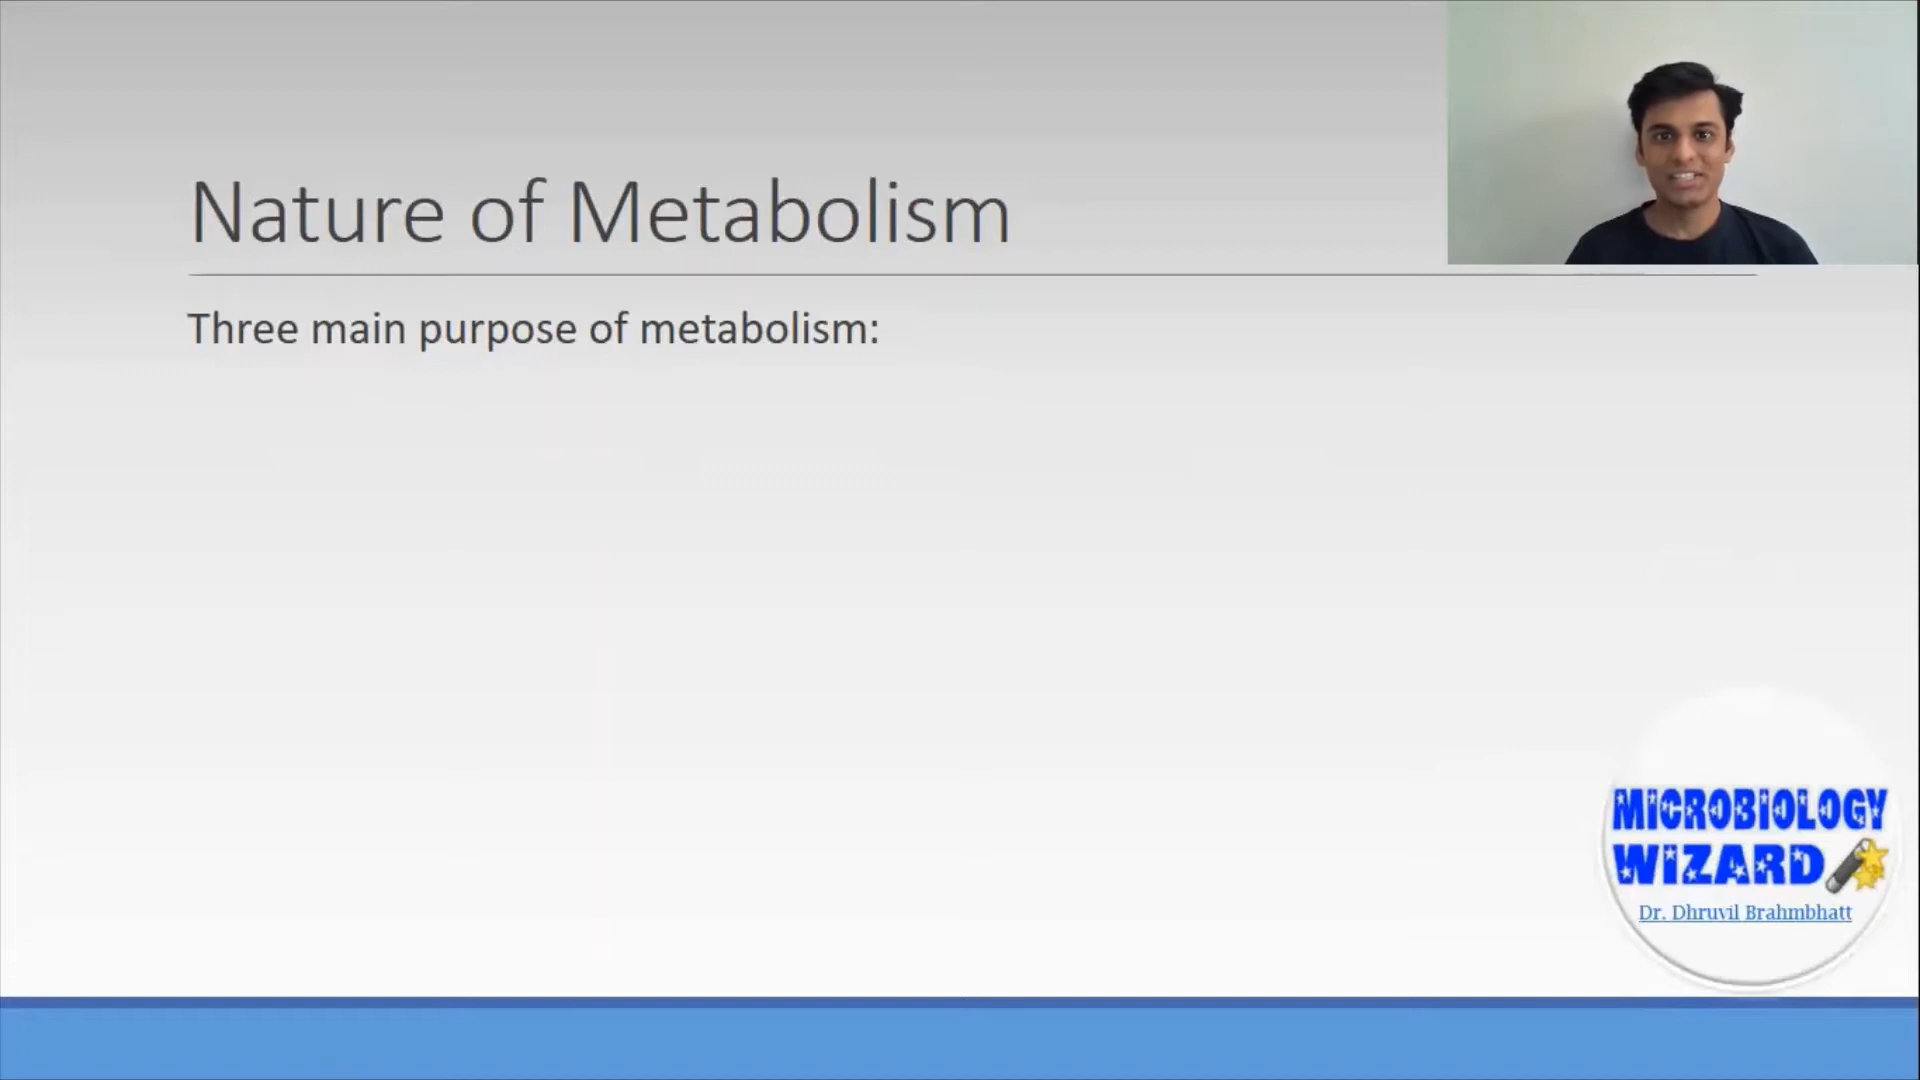 Nature of Metabolism
Three main purpose of metabolism:
MICROBIOLOGY
WIZARD
Dr. Dhruvil Brahmbhatt